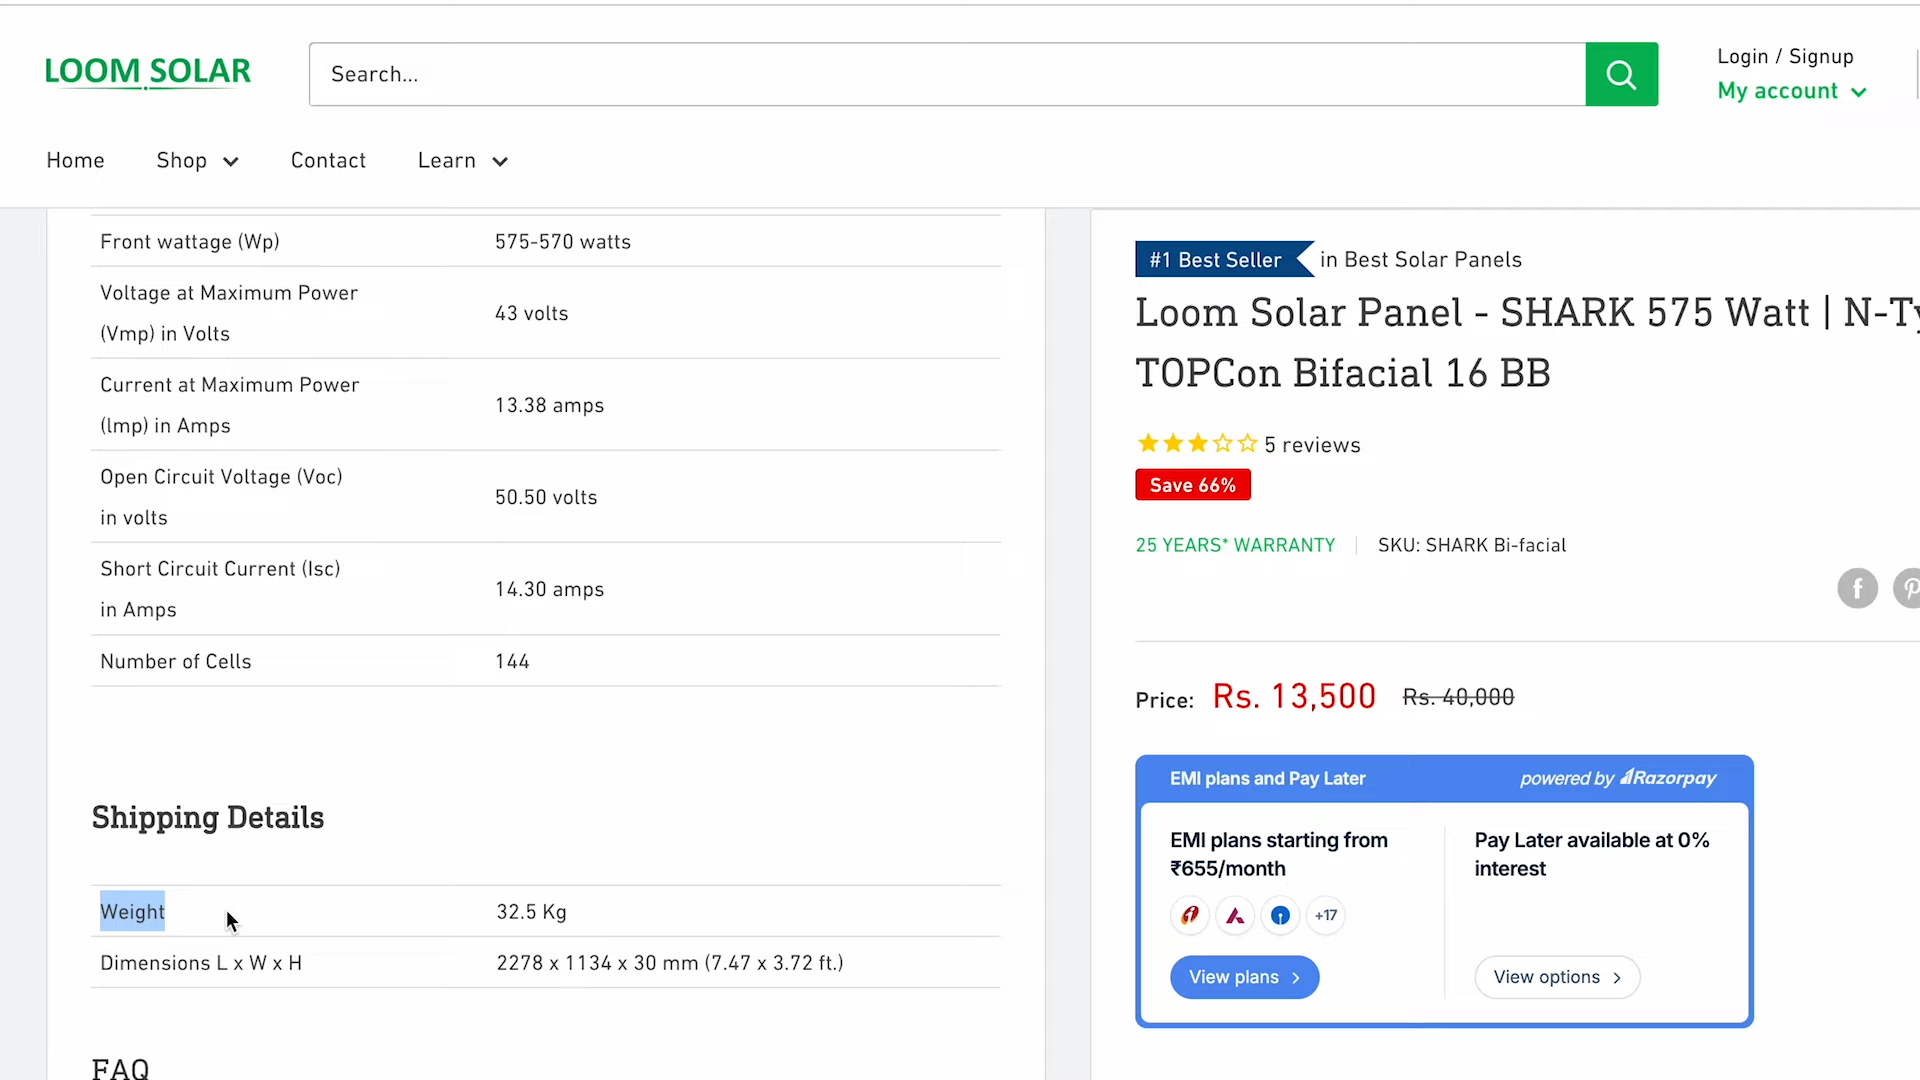 LOOM SOLAR
Search...
Login / Signup
My account
Home
Shop
Contact
Learn
Front wattage (Wp)
575-570 watts
Voltage at Maximum Power
(Vmp) in Volts
43 volts
Current at Maximum Power
(lmp) in Amps
13.38 amps
Open Circuit Voltage (Voc)
in volts
50.50 volts
Short Circuit Current (Isc)
in Amps
14.30 amps
Number of Cells
144
Shipping Details
Weight
32.5 Kg
Dimensions L x W x H
2278 x 1134 x 30 mm (7.47 x 3.72 ft.)
FAQ
#1 Best Seller
in Best Solar Panels
Loom Solar Panel - SHARK 575 Watt | N-Ty
TOPCon Bifacial 16 BB
5 reviews
Save 66%
25 YEARS* WARRANTY
SKU: SHARK Bi-facial
Price: Rs. 13,500 Rs. 40,000
EMI plans and Pay Later
powered by Razorpay
EMI plans starting from
₹655/month
+17
View plans
Pay Later available at 0%
interest
View options